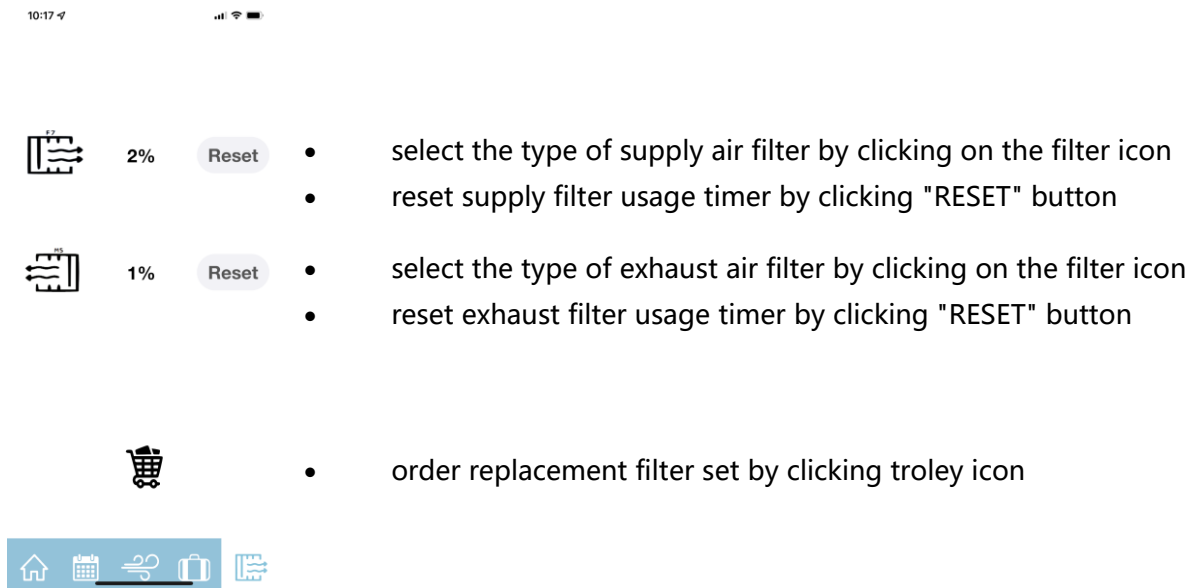 10:17
F7
2% Reset • select the type of supply air filter by clicking on the filter icon
• reset supply filter usage timer by clicking "RESET" button
M5
1% Reset • select the type of exhaust air filter by clicking on the filter icon
• reset exhaust filter usage timer by clicking "RESET" button
• order replacement filter set by clicking troley icon